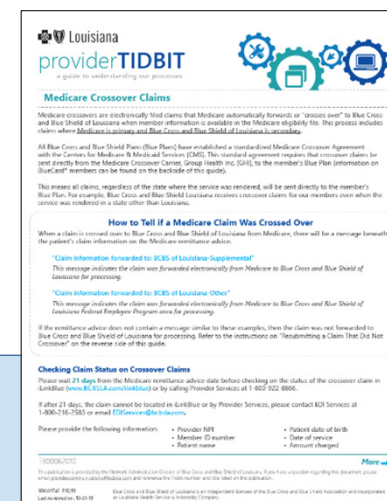 Louisiana
providerTIDBIT
a guide to understanding our processes
Medicare Crossover Claims
Medicare crossovers are electronically filed claims that Medicare automatically forwards or "crosses over" to Blue Cross
and Blue Shield of Louisiana when member information is available in the Medicare eligibility file. This process includes
claims where Medicare is primary and Blue Cross and Blue Shield of Louisiana is secondary.
All Blue Cross and Blue Shield Plans (Blue Plans) have established a standardized Medicare Crossover Agreement
with the Centers for Medicare & Medicaid Services (CMS). This standard agreement requires that crossover claims be
sent directly from the Medicare Crossover Carrier, Group Health Inc. (GHI), to the member's Blue Plan (information on
BlueCard® members can be found on the backside of this guide).
This means all claims, regardless of the state where the service was rendered, will be sent directly to the member's
Blue Plan. For example, Blue Cross and Blue Shield of Louisiana receives crossover claims for our members even when the
service was rendered in a state other than Louisiana.
How to Tell if a Medicare Claim Was Crossed Over
When a claim is crossed over to Blue Cross and Blue Shield of Louisiana from Medicare, there will be a message beneath
the patient's claim information on the Medicare remittance advice.
"Claim Information forwarded to: BCBS of Louisiana-Supplemental"
This message indicates the claim was forwarded electronically from Medicare to Blue Cross and Blue Shield of
Louisiana for processing.
"Claim Information forwarded to: BCBS of Louisiana-Other"
This message indicates the claim was forwarded electronically from Medicare to Blue Cross and Blue Shield of
Louisiana Federal Employee Program area for processing.
If the remittance advice does not contain a message similar to these examples, then the claim was not forwarded to
Blue Cross and Blue Shield of Louisiana for processing. Refer to the instructions on "Resubmitting a Claim That Did Not
Crossover" on the reverse side of this guide.
Checking Claim Status on Crossover Claims
Please wait 21 days from the Medicare remittance advice date before checking on the status of the crossover claim in
iLinkBlue (www.BCBSLA.com/ilinkblue) or by calling Provider Services at 1-800-922-8866.
If after 21 days, the claim cannot be located in iLinkBlue or by Provider Services, please contact EDI Services at
1-800-216-2583 or email EDIServices@bcbsla.com.
Please provide the following information:
• Provider NPI
• Member ID number
• Patient name
• Patient date of birth
• Date of service
• Amount charged
More